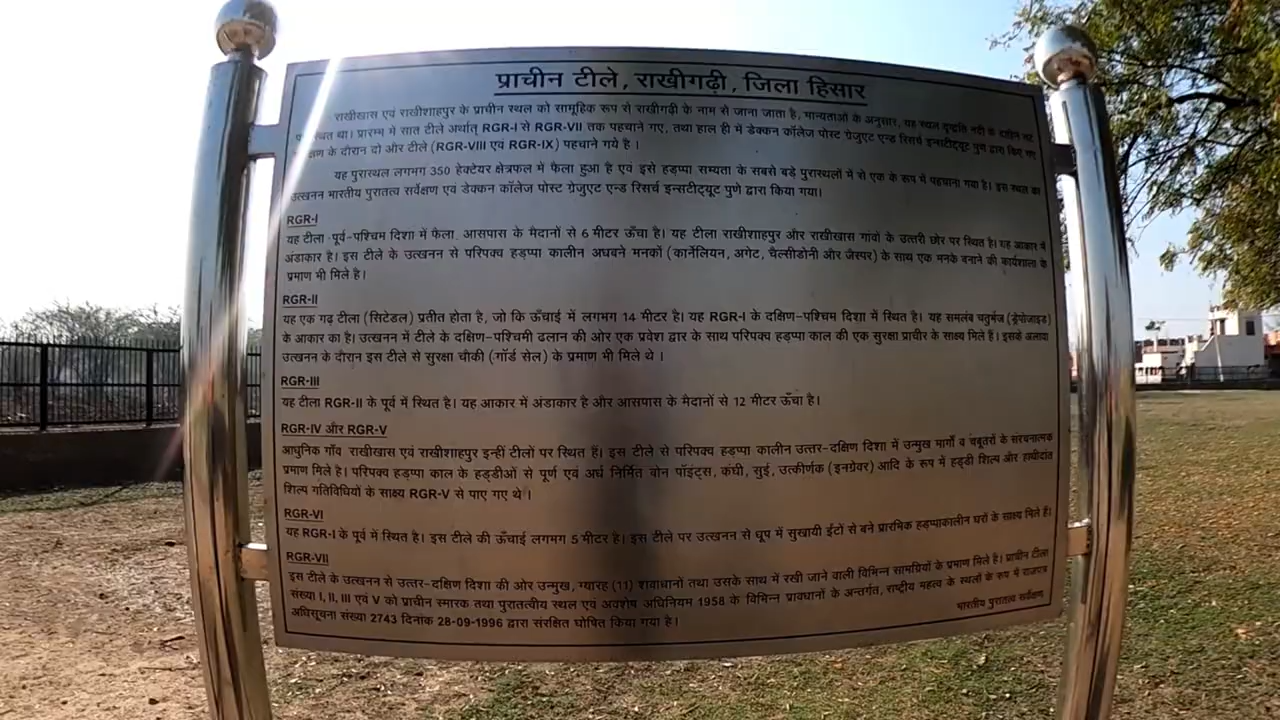 प्राचीन टीले, राखीगढ़ी, जिला हिसार
राखीखास एवं राखीशाहपुर के प्राचीन स्थल को सामूहिक रूप से राखीगढ़ी के नाम से जाना जाता है, मान्यताओं के अनुसार, यह स्थल दृष्द्वति नदी के दाहिने तट
स्थित था। प्रारम्भ में सात टीले अर्थात् RGR-I से RGR-VII तक पहचाने गए, तथा हाल ही में डेक्कन कॉलेज पोस्ट ग्रेजुएट एन्ड रिसर्च इन्सटीट्यूट पुणे द्वारा किए गए
के दौरान दो और टीले (RGR-VIII एवं RGR-IX) पहचाने गये है ।
यह पुरास्थल लगभग 350 हेक्टेयर क्षेत्रफल में फैला हुआ है एवं इसे हड़प्पा सभ्यता के सबसे बड़े पुरास्थलों में से एक के रूप में पहचाना गया है। इस स्थल का
उत्खनन भारतीय पुरातत्व सर्वेक्षण एवं डेक्कन कॉलेज पोस्ट ग्रेजुएट एन्ड रिसर्च इन्सटीट्यूट पुणे द्वारा किया गया।
RGR-I
यह टीला पूर्व-पश्चिम दिशा में फैला, आसपास के मैदानों से 6 मीटर ऊँचा है। यह टीला राखीशाहपुर और राखीखास गांवों के उत्तरी छोर पर स्थित है। यह आकार में
अंडाकार है। इस टीले के उत्खनन से परिपक्व हड़प्पा कालीन अधबने मनकों (कार्नेलियन, अगेट, चैल्सीडोनी और जैस्पर) के साथ एक मनके बनाने की कार्यशाला के
प्रमाण भी मिले है।
RGR-II
यह एक गढ़ टीला (सिटेडल) प्रतीत होता है, जो कि ऊँचाई में लगभग 14 मीटर है। यह RGR-I के दक्षिण-पश्चिम दिशा में स्थित है। यह समलंब चतुर्भज (ट्रेपोजाइड)
के आकार का है। उत्खनन में टीले के दक्षिण-पश्चिमी ढलान की ओर एक प्रवेश द्वार के साथ परिपक्व हड़प्पा काल की एक सुरक्षा प्राचीर के साक्ष्य मिले हैं। इसके अलावा
उत्खनन के दौरान इस टीले से सुरक्षा चौकी (गॉर्ड सेल) के प्रमाण भी मिले थे ।
RGR-III
यह टीला RGR-II के पूर्व में स्थित है। यह आकार में अंडाकार है और आसपास के मैदानों से 12 मीटर ऊँचा है।
RGR-IV और RGR-V
आधुनिक गाँव राखीखास एवं राखीशाहपुर इन्हीं टीलों पर स्थित हैं। इस टीले से परिपक्व हड़प्पा कालीन उत्तर-दक्षिण दिशा में उन्मुख मार्गों व चबूतरों के संरचनात्मक
प्रमाण मिले है। परिपक्व हड़प्पा काल के हड्डीओं से पूर्ण एवं अर्ध निर्मित बोन पॉइंट्स, कंघी, सुई, उत्कीर्णक (इनग्रेवर) आदि के रूप में हड्डी शिल्प और हाथीदांत
शिल्प गतिविधियों के साक्ष्य RGR-V से पाए गए थे ।
RGR-VI
यह RGR-I के पूर्व में स्थित है। इस टीले की ऊँचाई लगभग 5 मीटर है। इस टीले पर उत्खनन से धूप में सुखायी ईंटों से बने प्रारंभिक हड़प्पाकालीन घरों के साक्ष्य मिले हैं।
RGR-VII
इस टीले के उत्खनन से उत्तर-दक्षिण दिशा की ओर उन्मुख, ग्यारह (11) शवाधानों तथा उसके साथ में रखी जाने वाली विभिन्न सामग्रियों के प्रमाण मिले है। प्राचीन टीला
संख्या I, II, III एवं V को प्राचीन स्मारक तथा पुरातत्वीय स्थल एवं अवशेष अधिनियम 1958 के विभिन्न प्रावधानों के अन्तर्गत, राष्ट्रीय महत्व के स्थलों के रूप में राजपत्र
अधिसूचना संख्या 2743 दिनांक 28-09-1996 द्वारा संरक्षित घोषित किया गया है।
भारतीय पुरातत्व सर्वेक्षण